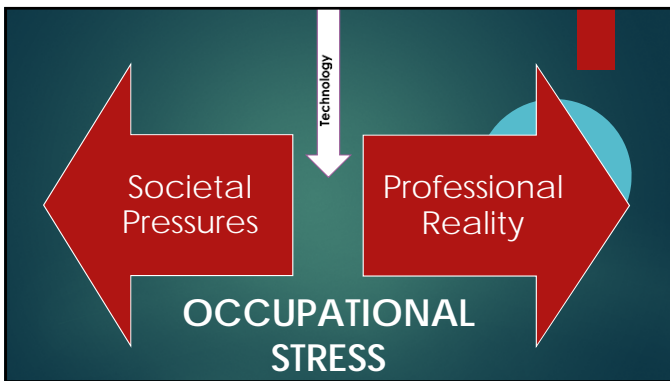 Technology
Societal
Pressures
Professional
Reality
OCCUPATIONAL
STRESS